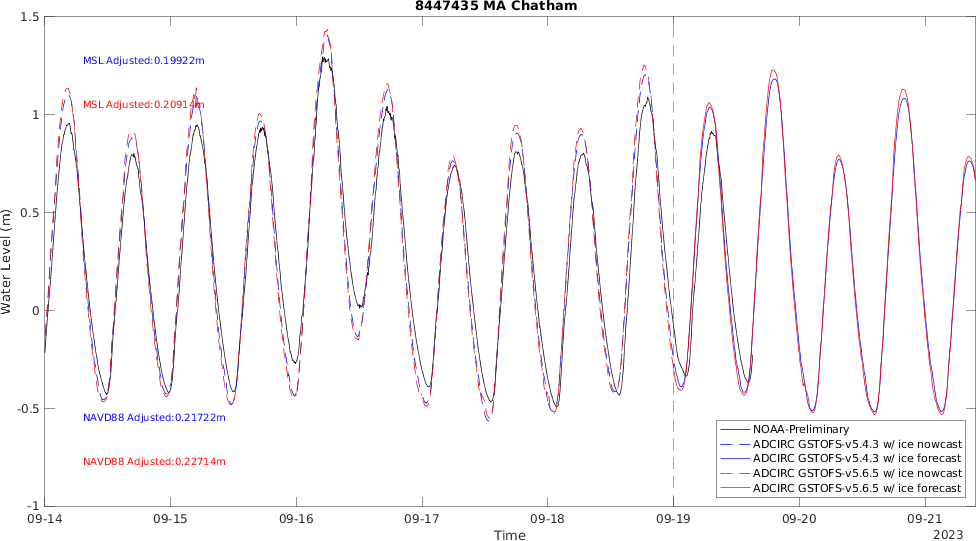 8447435 MA Chatham
1.5
MSL Adjusted:0.19922m
MSL Adjusted:0.20914m
1
0.5
Water Level (m)
0
-0.5
NAVD88 Adjusted:0.21722m
NAVD88 Adjusted:0.22714m
NOAA-Preliminary
ADCIRC GSTOFS-v5.4.3 w/ ice nowcast
ADCIRC GSTOFS-v5.4.3 w/ ice forecast
ADCIRC GSTOFS-v5.6.5 w/ ice nowcast
ADCIRC GSTOFS-v5.6.5 w/ ice forecast
-1
09-14 09-15 09-16 09-17 09-18 09-19 09-20 09-21
Time
2023